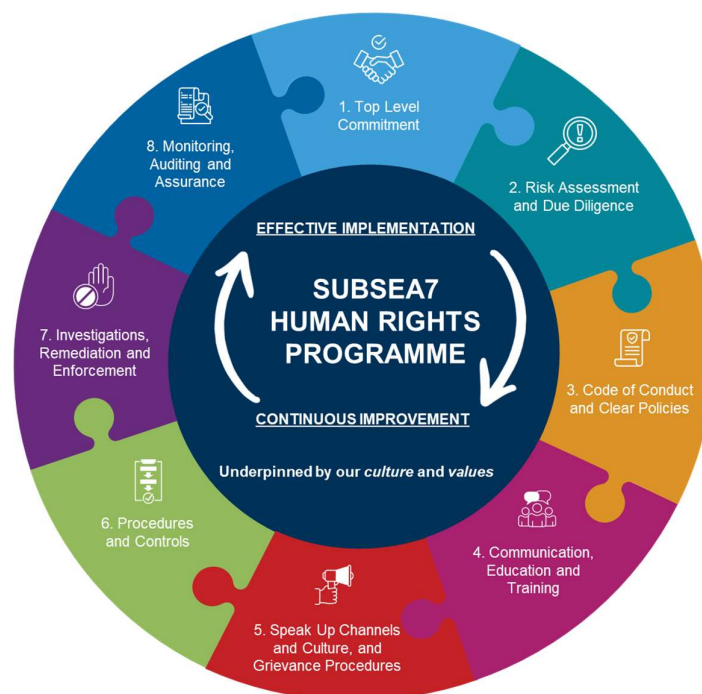 1. Top Level
Commitment
2. Risk Assessment
and Due Diligence
3. Code of Conduct
and Clear Policies
4. Communication,
Education and
Training
5. Speak Up Channels
and Culture, and
Grievance Procedures
6. Procedures
and Controls
7. Investigations,
Remediation and
Enforcement
8. Monitoring,
Auditing and
Assurance
EFFECTIVE IMPLEMENTATION
SUBSEA7
HUMAN RIGHTS
PROGRAMME
CONTINUOUS IMPROVEMENT
Underpinned by our culture and values